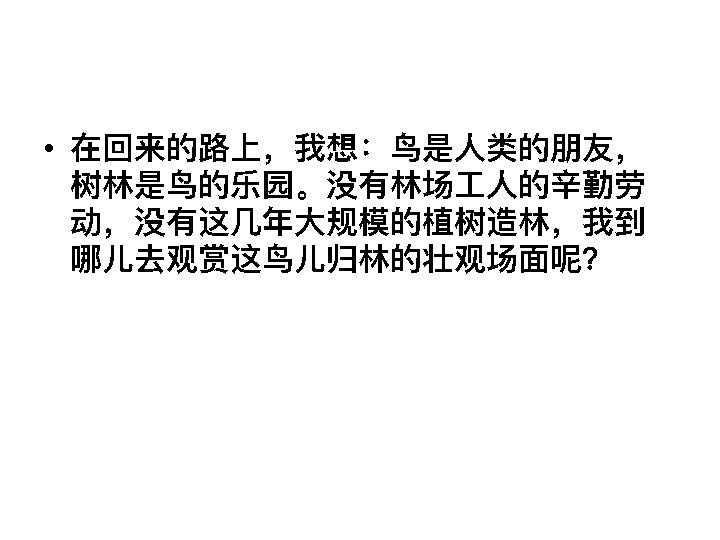 • 在回来的路上，我想：鸟是人类的朋友，
树林是鸟的乐园。没有林场工人的辛勤劳
动，没有这几年大规模的植树造林，我到
哪儿去观赏这鸟儿归林的壮观场面呢？